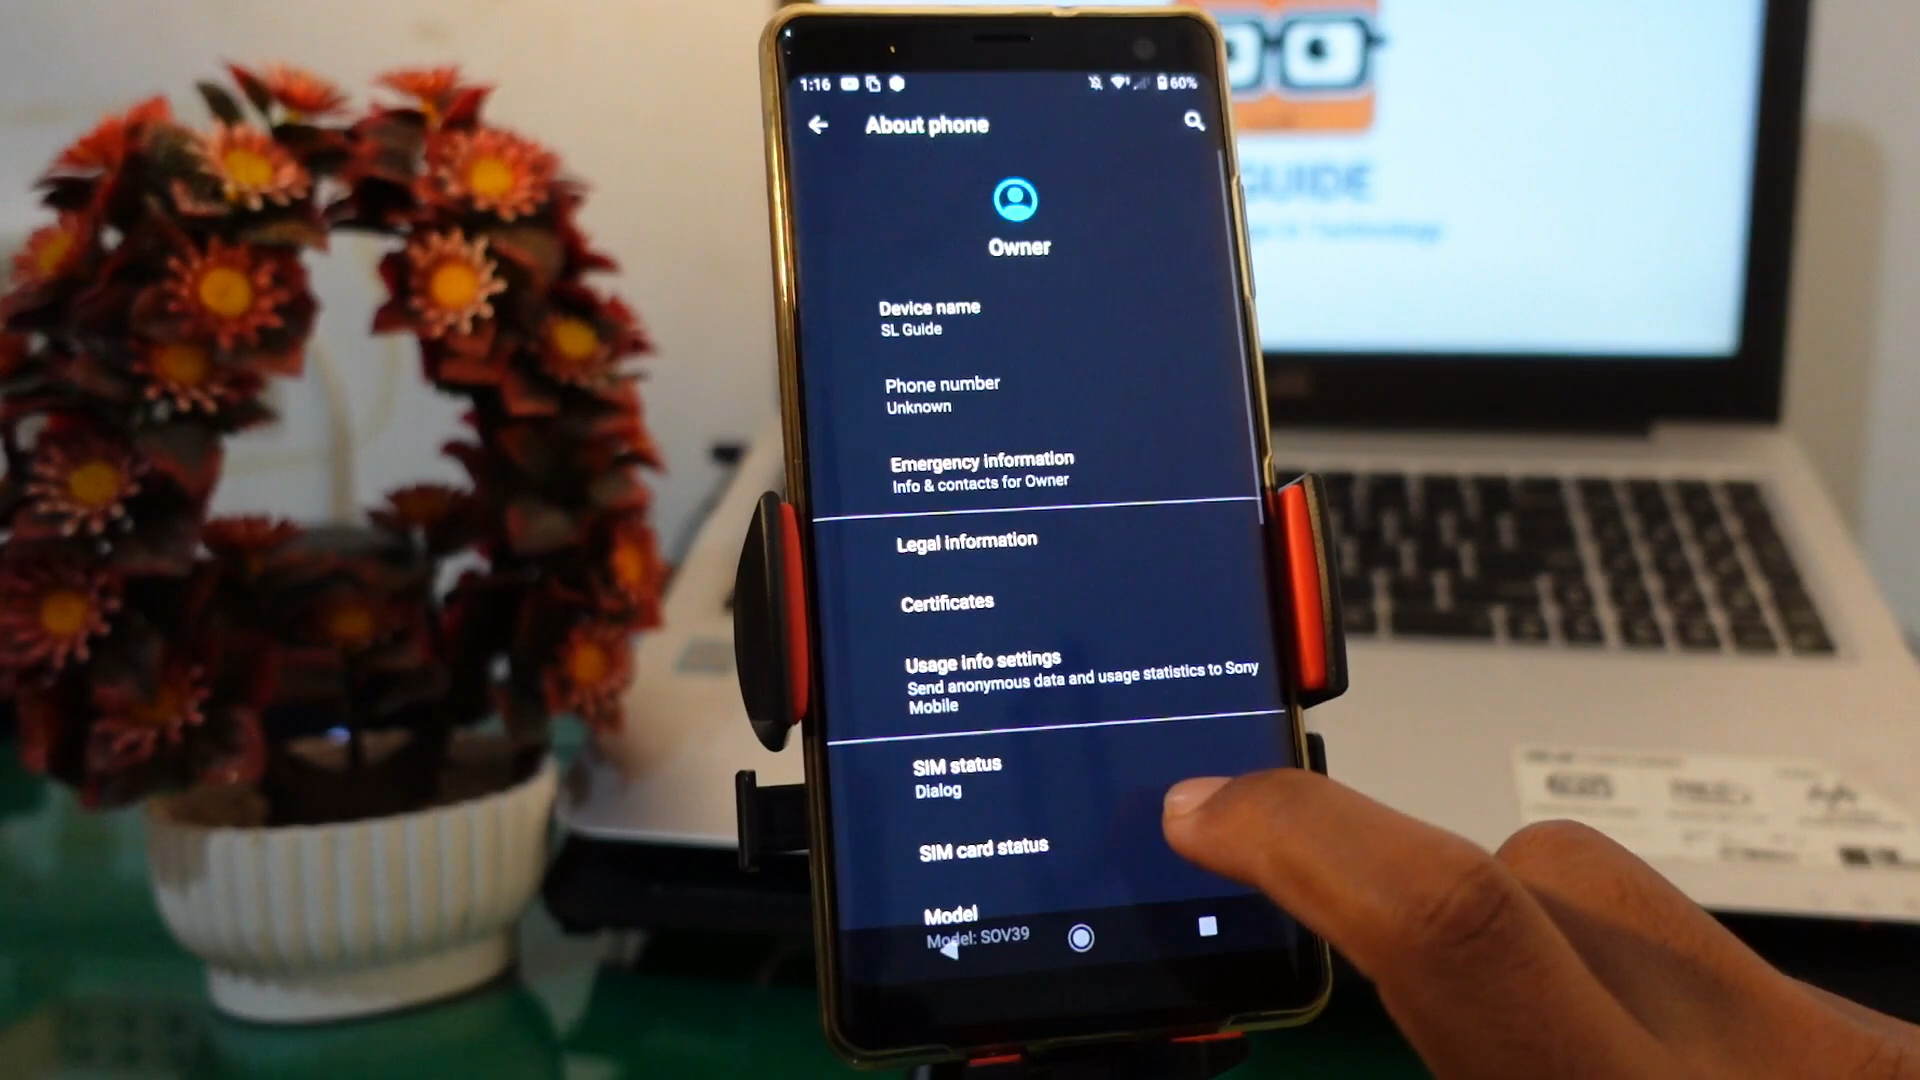 1:16
60%
About phone
Owner
Device name
SL Guide
Phone number
Unknown
Emergency information
Info & contacts for Owner
Legal information
Certificates
Usage info settings
Send anonymous data and usage statistics to Sony
Mobile
SIM status
Dialog
SIM card status
Model
Model: SOV39
GUIDE
in Technology